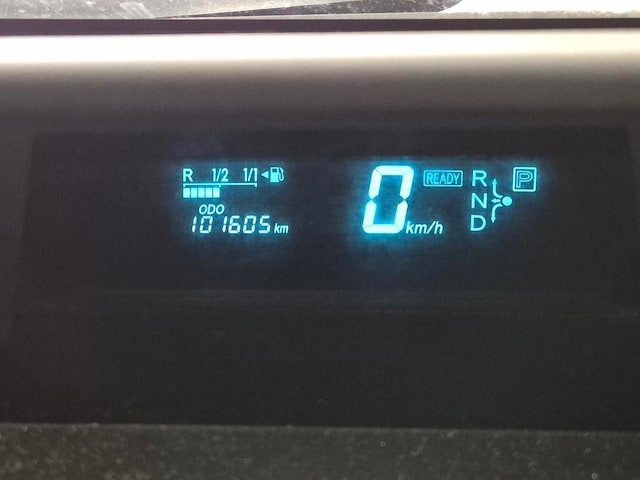 R 1/2 1/1
ODO
101605 km
0 km/h
READY
R
N
D
P